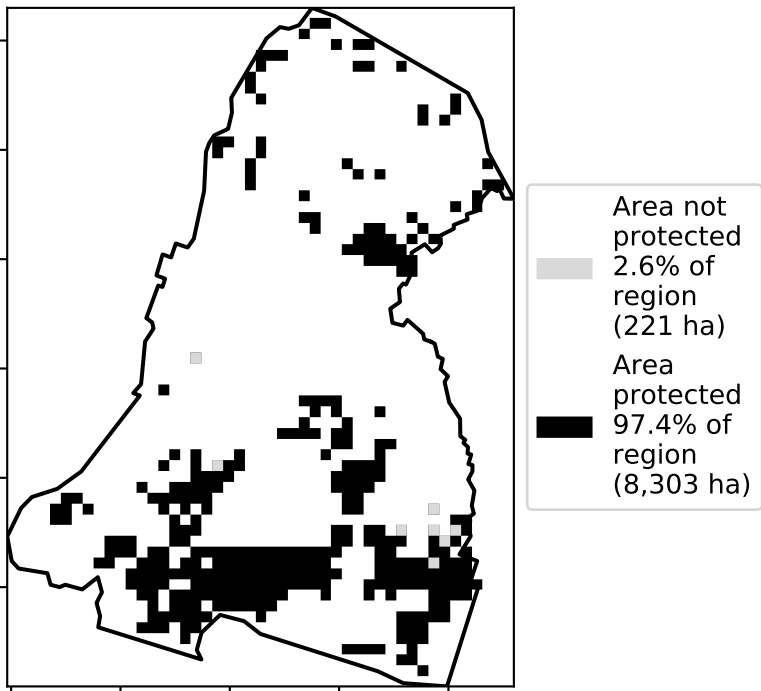 Area not
protected
2.6% of
region
(221 ha)
Area
protected
97.4% of
region
(8,303 ha)